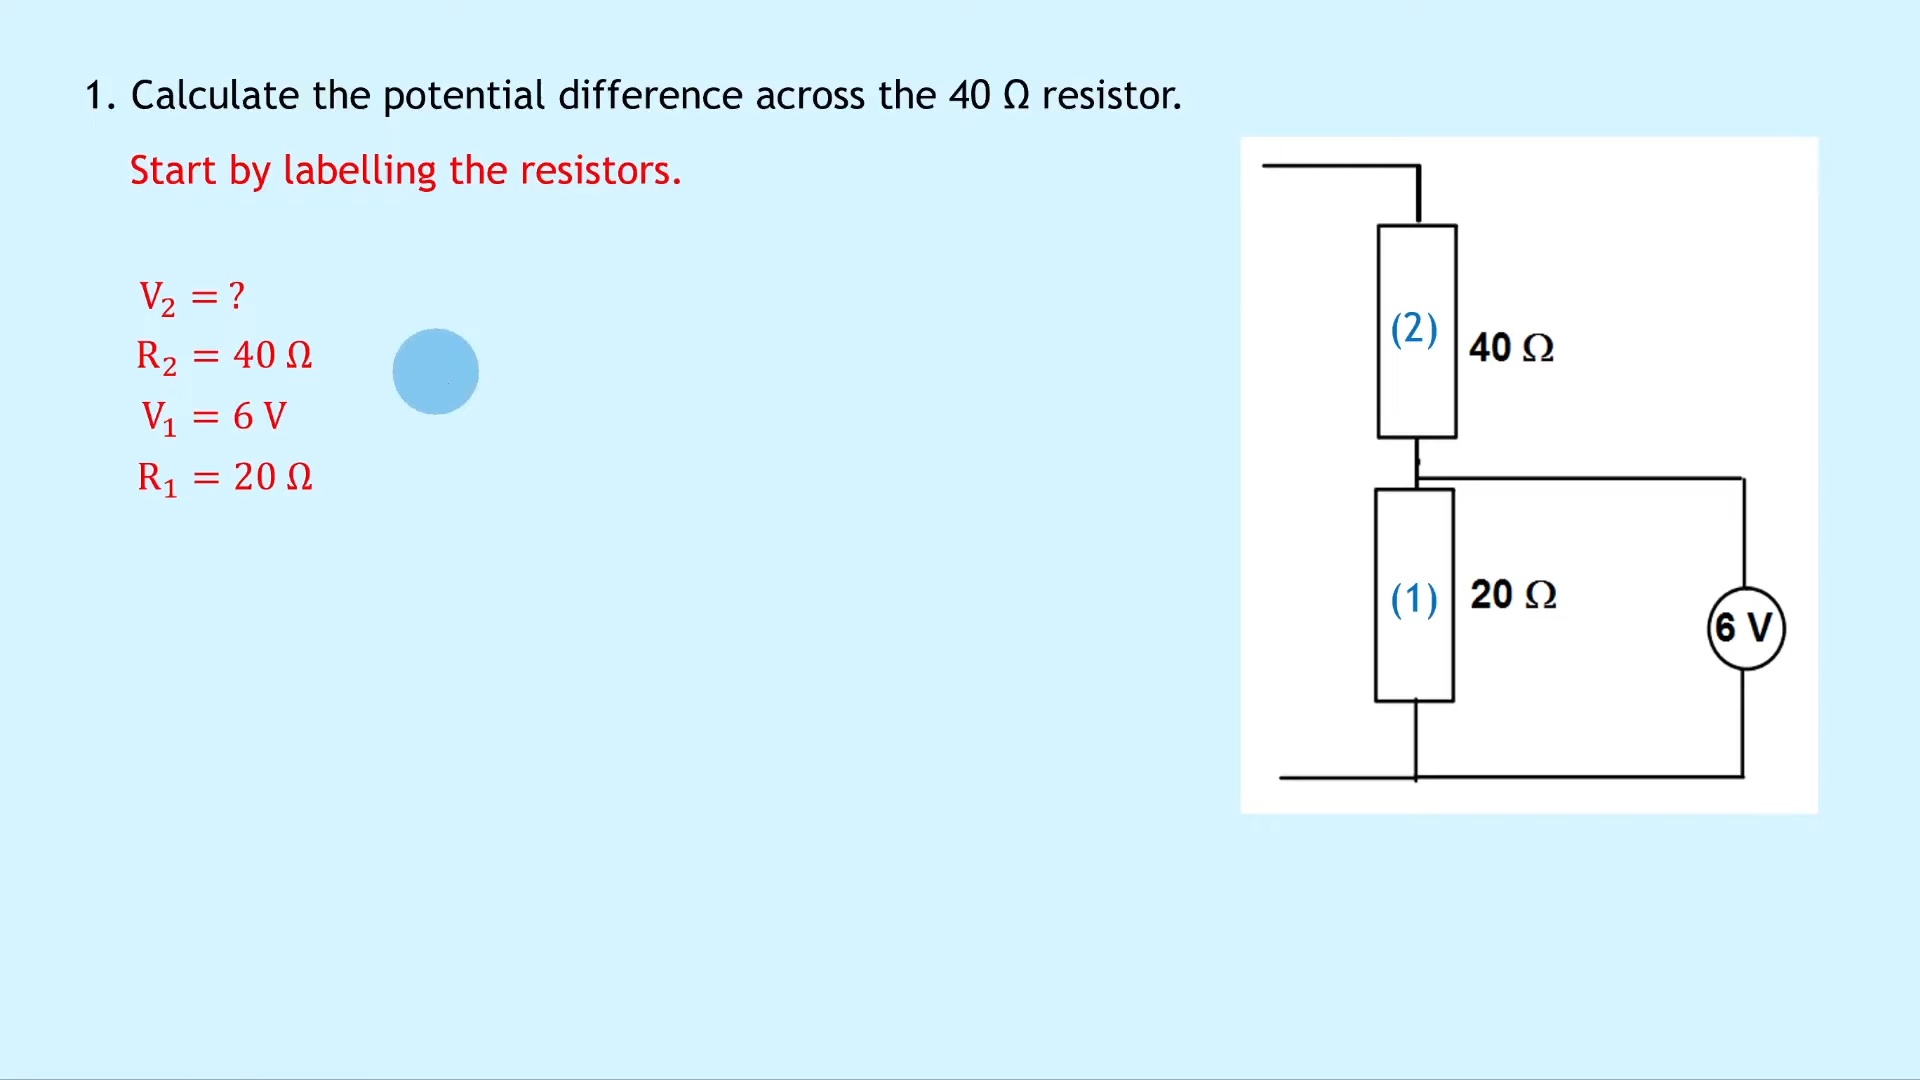 1. Calculate the potential difference across the 40 Ω resistor.
Start by labelling the resistors.
V₂ = ?
R₂ = 40 Ω
V₁ = 6 V
R₁ = 20 Ω
(2)
40 Ω
(1)
20 Ω
6 V